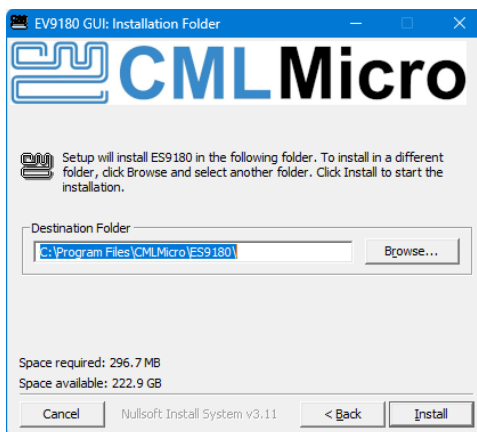 EV9180 GUI: Installation Folder
CMLMicro
Setup will install ES9180 in the following folder. To install in a different
folder, click Browse and select another folder. Click Install to start the
installation.
Destination Folder
C:\Program Files\CMLMicro\ES9180\
Browse...
Space required: 296.7 MB
Space available: 222.9 GB
Cancel
Nullsoft Install System v3.11
< Back
Install